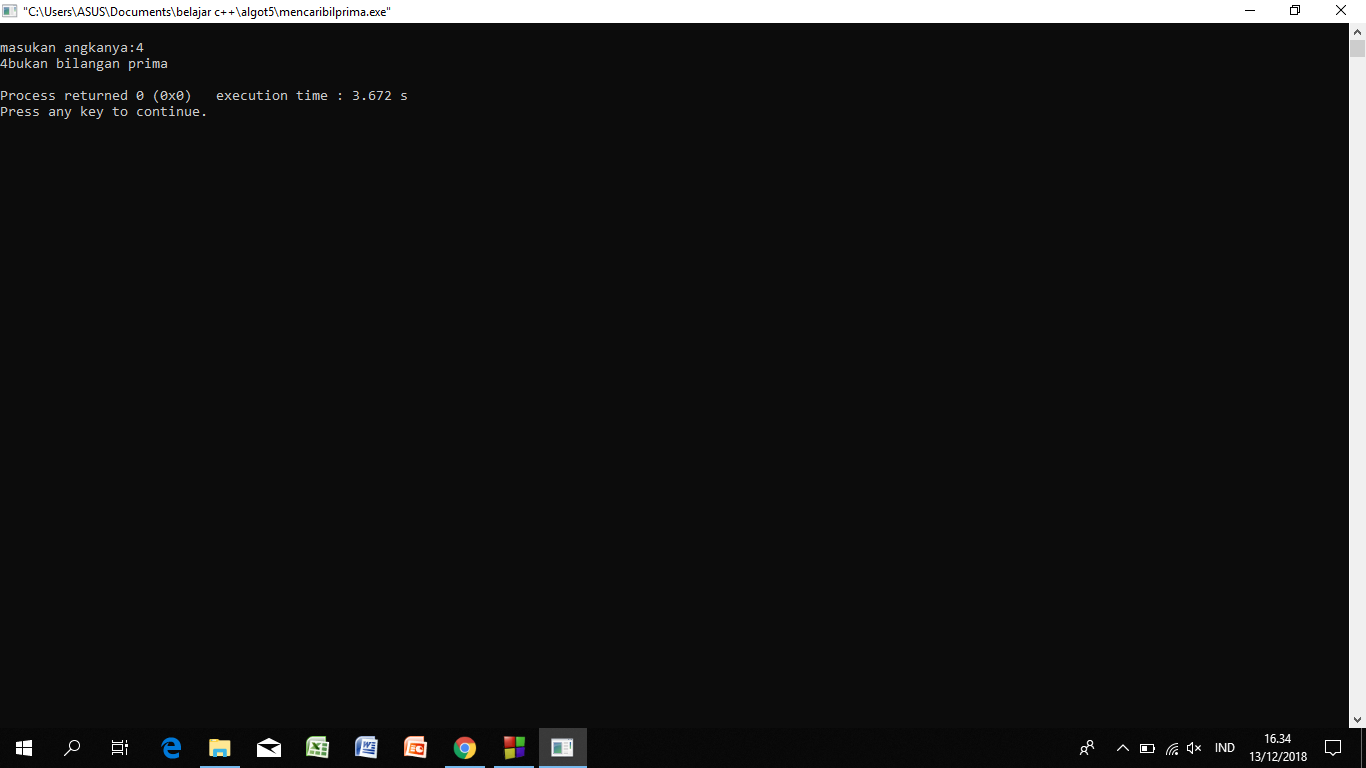 "C:\Users\ASUS\Documents\belajar c++\algot5\mencaribilprima.exe"
masukan angkanya:4
4bukan bilangan prima
Process returned 0 (0x0)   execution time : 3.672 s
Press any key to continue.
IND
16.34
13/12/2018